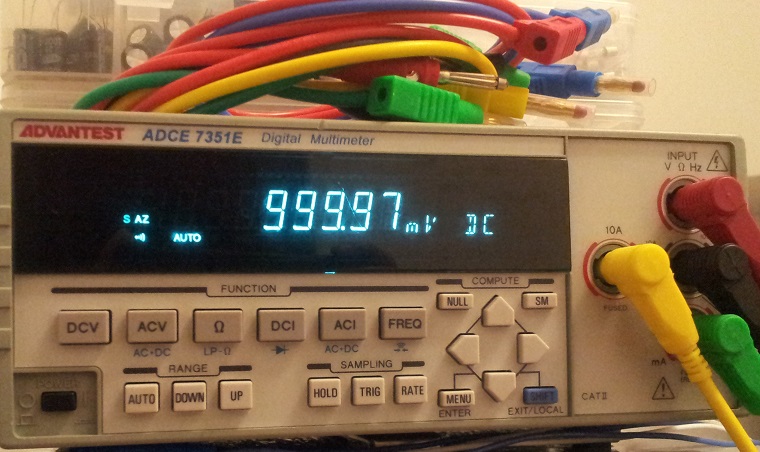 ADVANTEST ADCE 7351E Digital Multimeter
INPUT
V Ω Hz
S AZ
AUTO
999.97 mV DC
10A
FUSED
FUNCTION
COMPUTE
NULL
SM
DCV
ACV
Ω
DCI
ACI
FREQ
AC+DC
LP-Ω
AC+DC
RANGE
SAMPLING
AUTO
DOWN
UP
HOLD
TRIG
RATE
MENU
SHIFT
ENTER
EXIT/LOCAL
mA
CAT II